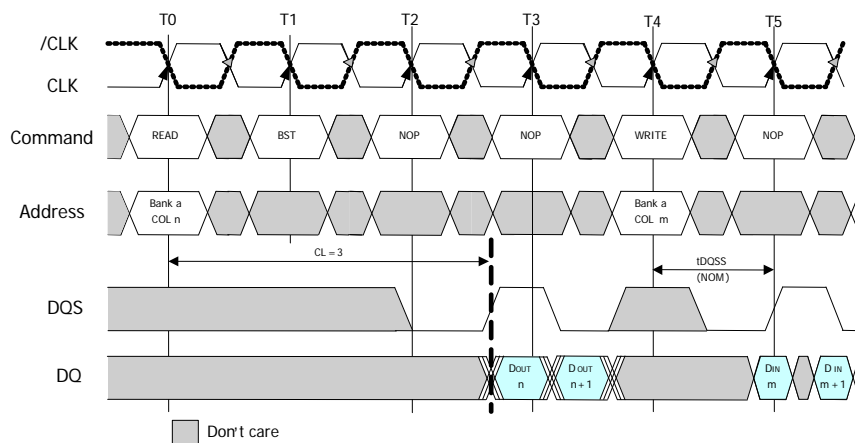 T0 T1 T2 T3 T4 T5
/CLK
CLK
Command READ BST NOP NOP WRITE NOP
Address Bank a COL n Bank a COL m
CL = 3
tDQSS
(NOM)
DQS
DQ DOUT n DOUT n+1 DIN m DIN m+1
Don't care